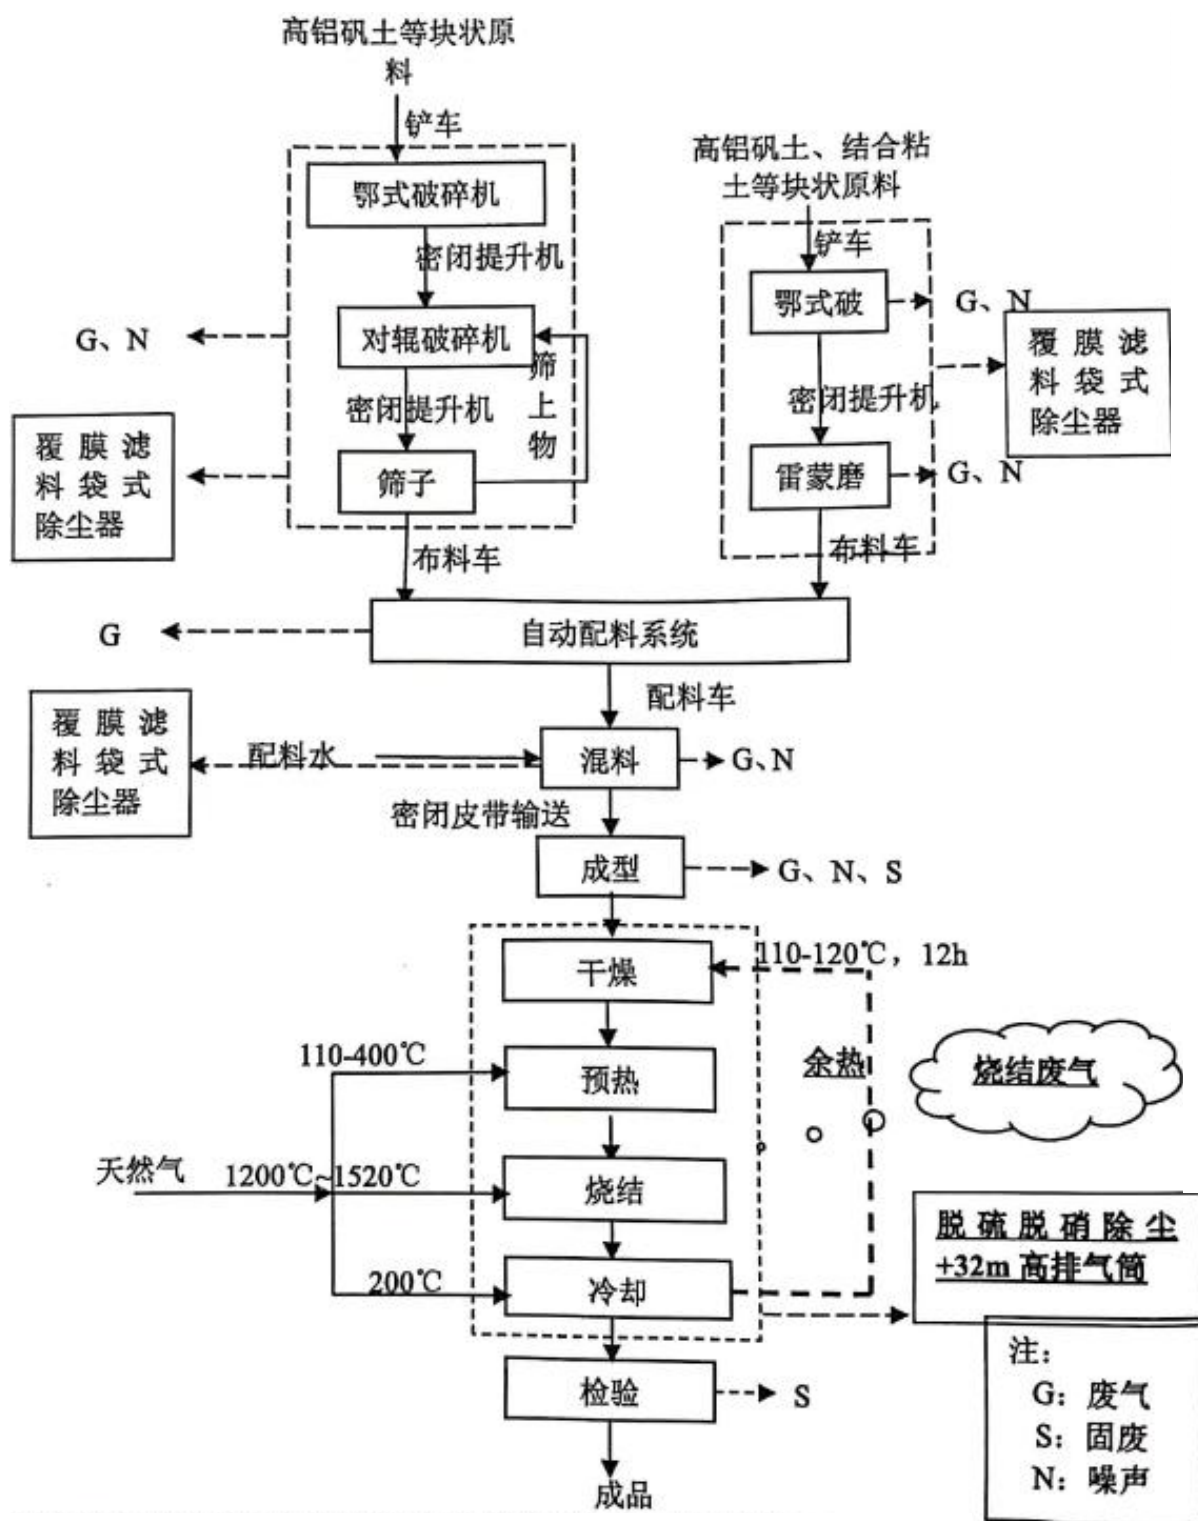 高铝矾土等块状原
料
铲车
鄂式破碎机
密闭提升机
对辊破碎机
筛
上
物
密闭提升机
筛子
G、N
覆 膜 滤
料 袋 式
除尘器
布料车
高铝矾土、结合粘
土等块状原料
铲车
鄂式破
G、N
覆 膜 滤
料 袋 式
除尘器
密闭提升机
雷蒙磨
G、N
布料车
G
自动配料系统
配料车
覆 膜 滤
料 袋 式
除尘器
配料水
混料
G、N
密闭皮带输送
成型
G、N、S
干燥
110-120℃，12h
110-400℃
预热
余热
烧结废气
天然气
1200℃~1520℃
烧结
脱 硫 脱 硝 除 尘
+32m 高排气筒
200℃
冷却
检验
S
成品
注：
G：废气
S：固废
N：噪声